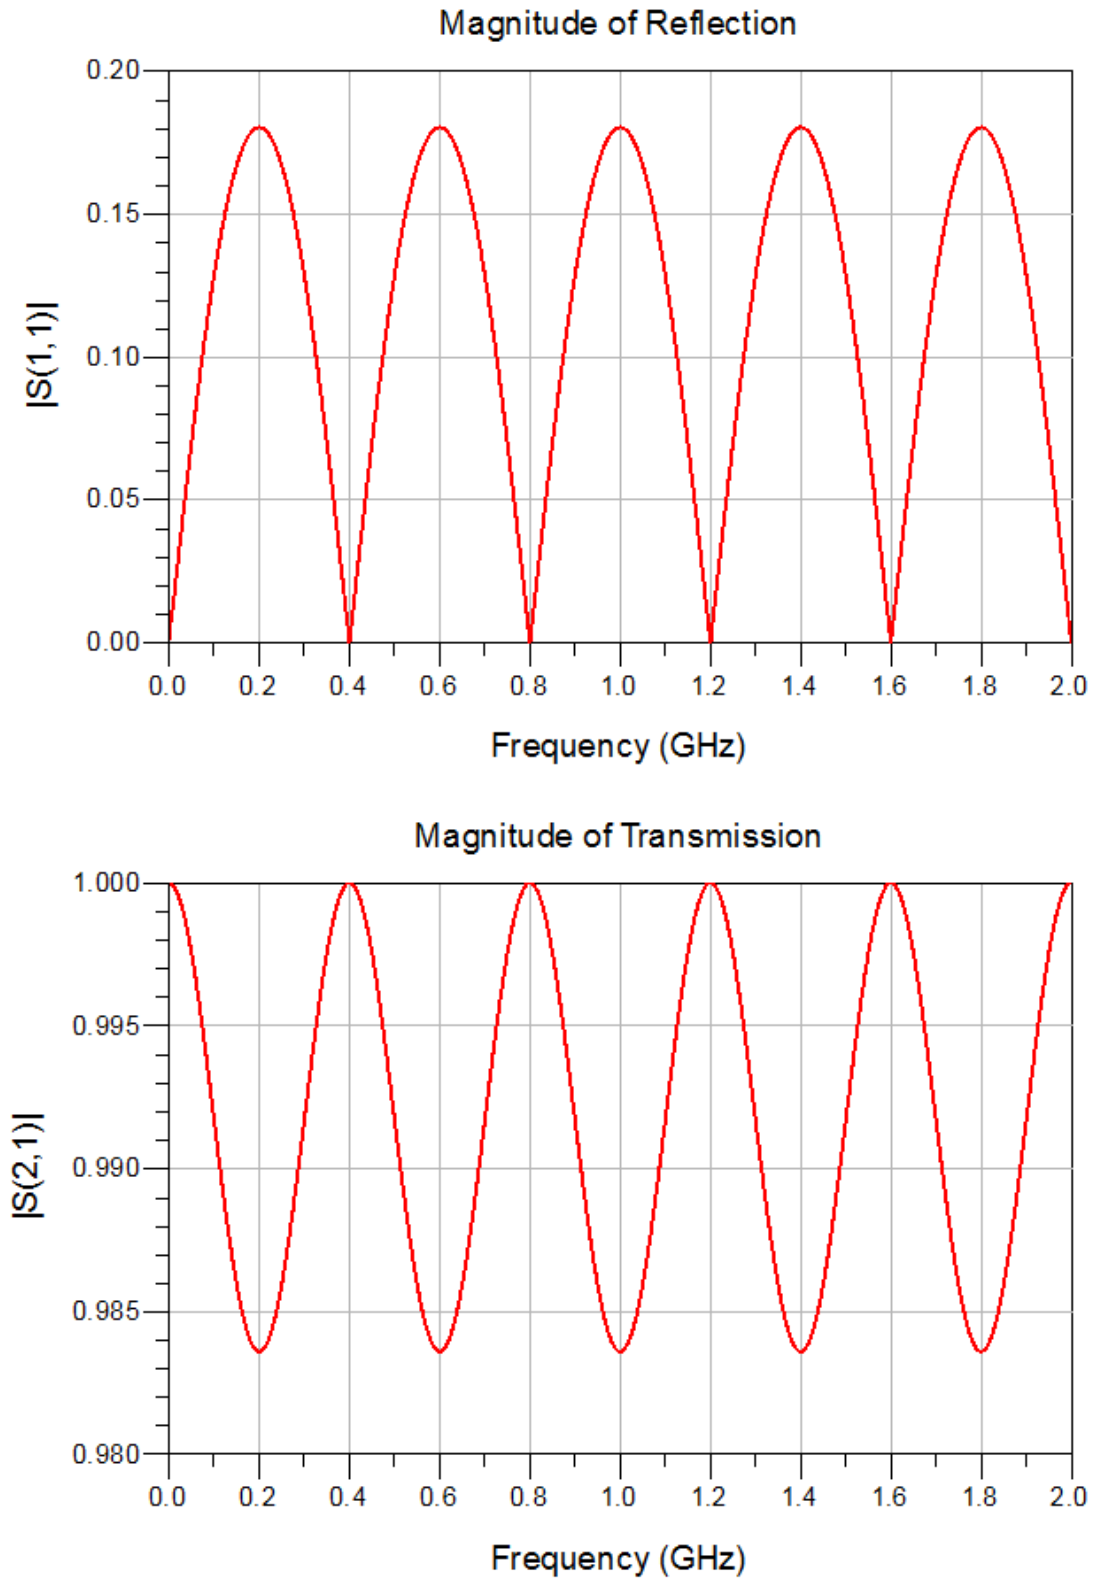 Magnitude of Reflection
0.20
0.15
0.10
0.05
0.00
|S(1,1)|
0.0 0.2 0.4 0.6 0.8 1.0 1.2 1.4 1.6 1.8 2.0
Frequency (GHz)
Magnitude of Transmission
1.000
0.995
0.990
0.985
0.980
|S(2,1)|
0.0 0.2 0.4 0.6 0.8 1.0 1.2 1.4 1.6 1.8 2.0
Frequency (GHz)